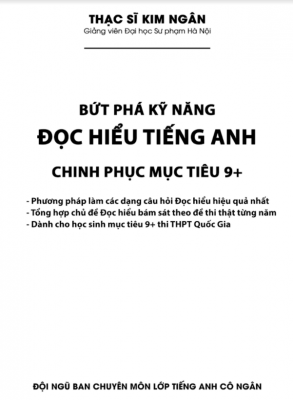 THẠC SĨ KIM NGÂN
Giảng viên Đại học Sư phạm Hà Nội
BỨT PHÁ KỸ NĂNG
ĐỌC HIỂU TIẾNG ANH
CHINH PHỤC MỤC TIÊU 9+
- Phương pháp làm các dạng câu hỏi Đọc hiểu hiệu quả nhất
- Tổng hợp chủ đề Đọc hiểu bám sát theo đề thi thật từng năm
- Dành cho học sinh mục tiêu 9+ thi THPT Quốc Gia
ĐỘI NGŨ BAN CHUYÊN MÔN LỚP TIẾNG ANH CÔ NGÂN